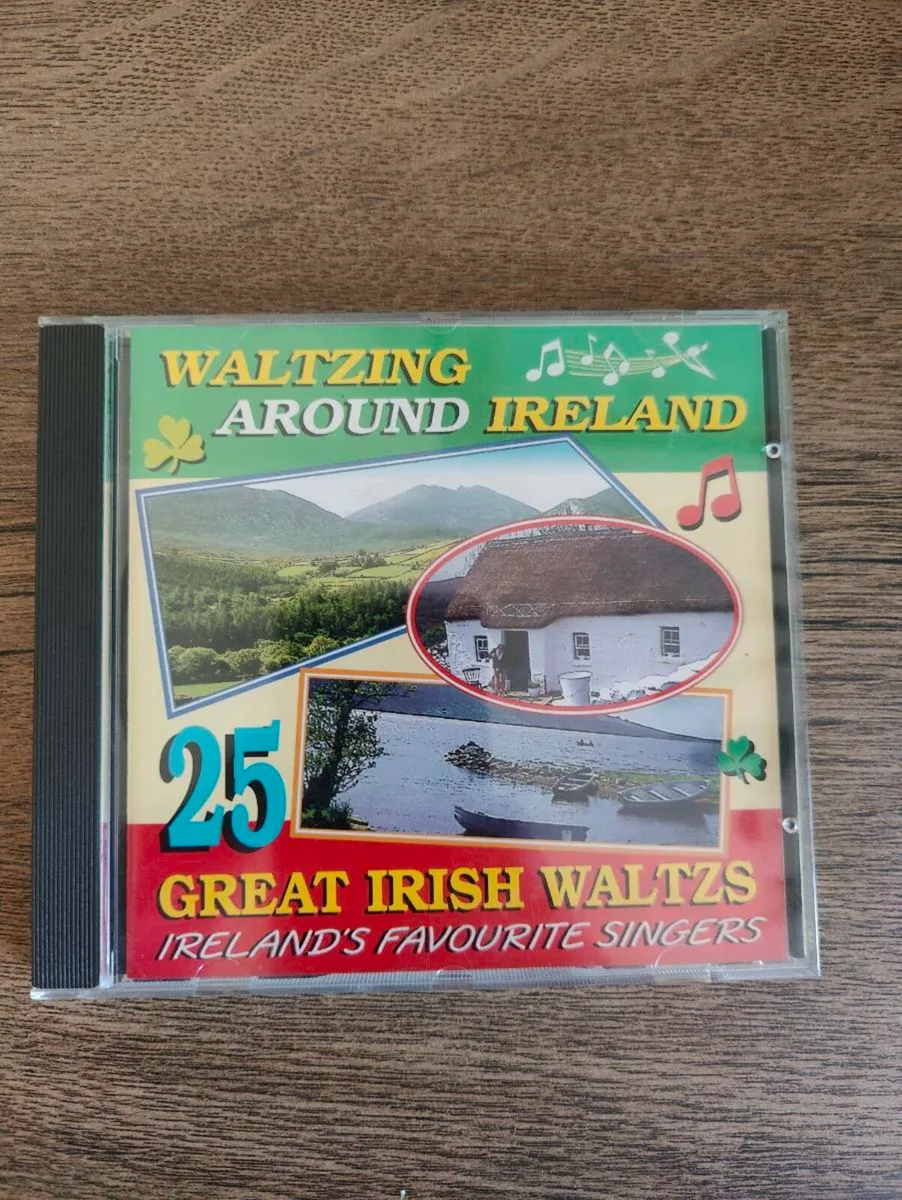 WALTZING
AROUND IRELAND
25
GREAT IRISH WALTZS
IRELAND'S FAVOURITE SINGERS